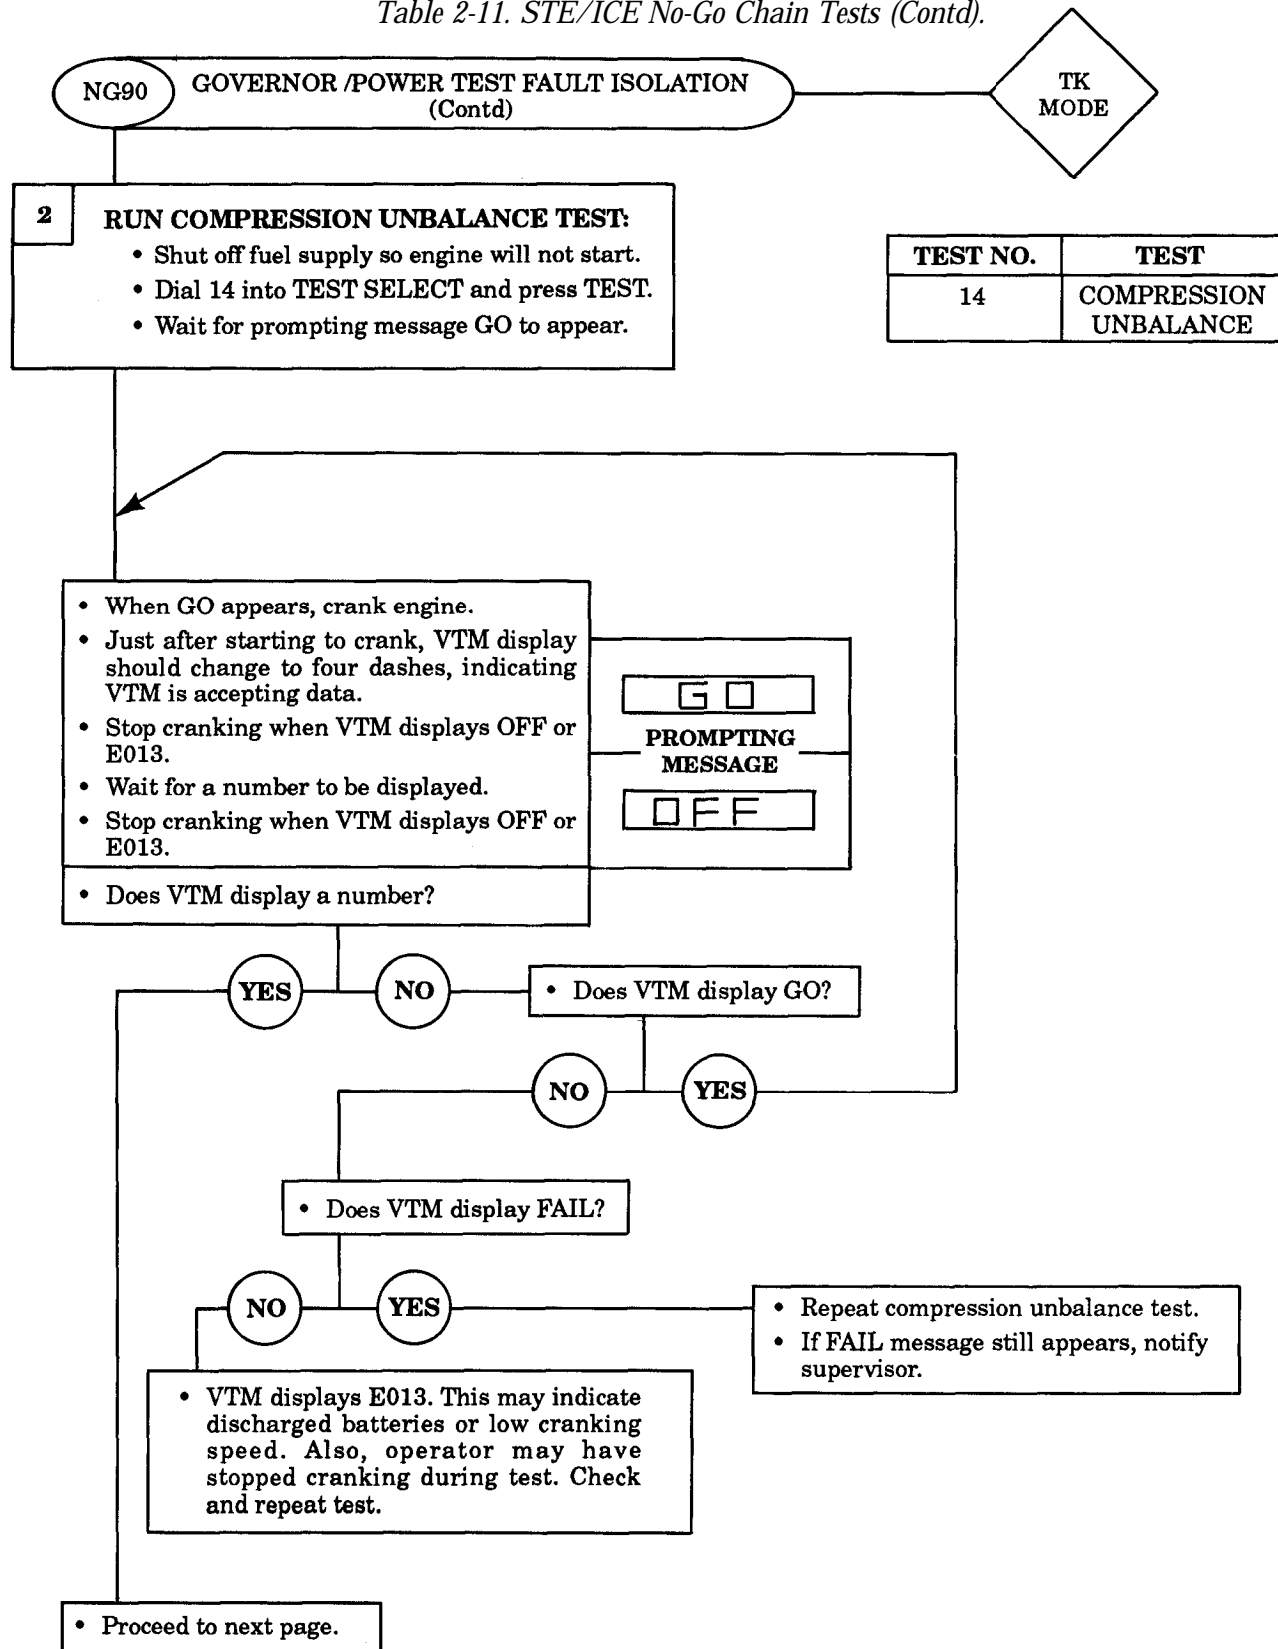 Table 2-11. STE/ICE No-Go Chain Tests (Contd).
NG90
GOVERNOR /POWER TEST FAULT ISOLATION
(Contd)
TK
MODE
2
RUN COMPRESSION UNBALANCE TEST:
• Shut off fuel supply so engine will not start.
• Dial 14 into TEST SELECT and press TEST.
• Wait for prompting message GO to appear.
TEST NO.
TEST
14
COMPRESSION
UNBALANCE
• When GO appears, crank engine.
• Just after starting to crank, VTM display
should change to four dashes, indicating
VTM is accepting data.
• Stop cranking when VTM displays OFF or
E013.
• Wait for a number to be displayed.
• Stop cranking when VTM displays OFF or
E013.
• Does VTM display a number?
GO
PROMPTING
MESSAGE
OFF
YES
NO
• Does VTM display GO?
NO
YES
• Does VTM display FAIL?
NO
YES
• Repeat compression unbalance test.
• If FAIL message still appears, notify
supervisor.
• VTM displays E013. This may indicate
discharged batteries or low cranking
speed. Also, operator may have
stopped cranking during test. Check
and repeat test.
• Proceed to next page.